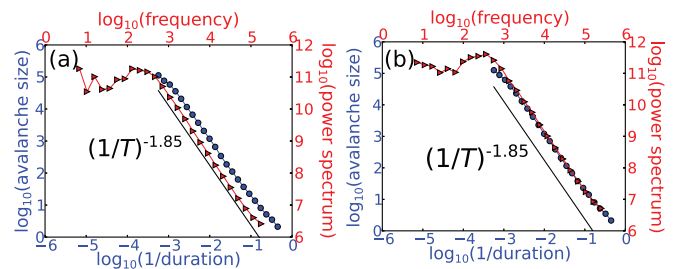 log10(frequency)
0 1 2 3 4 5 6
log10(avalanche size)
6
5
4
3
2
1
0
(a)
(1/T)-1.85
12
11
10
9
8
7
6
log10(power spectrum)
−6 −5 −4 −3 −2 −1 0
log10(1/duration)
log10(frequency)
0 1 2 3 4 5 6
log10(avalanche size)
6
5
4
3
2
1
0
(b)
(1/T)-1.85
12
11
10
9
8
7
6
log10(power spectrum)
−6 −5 −4 −3 −2 −1 0
log10(1/duration)